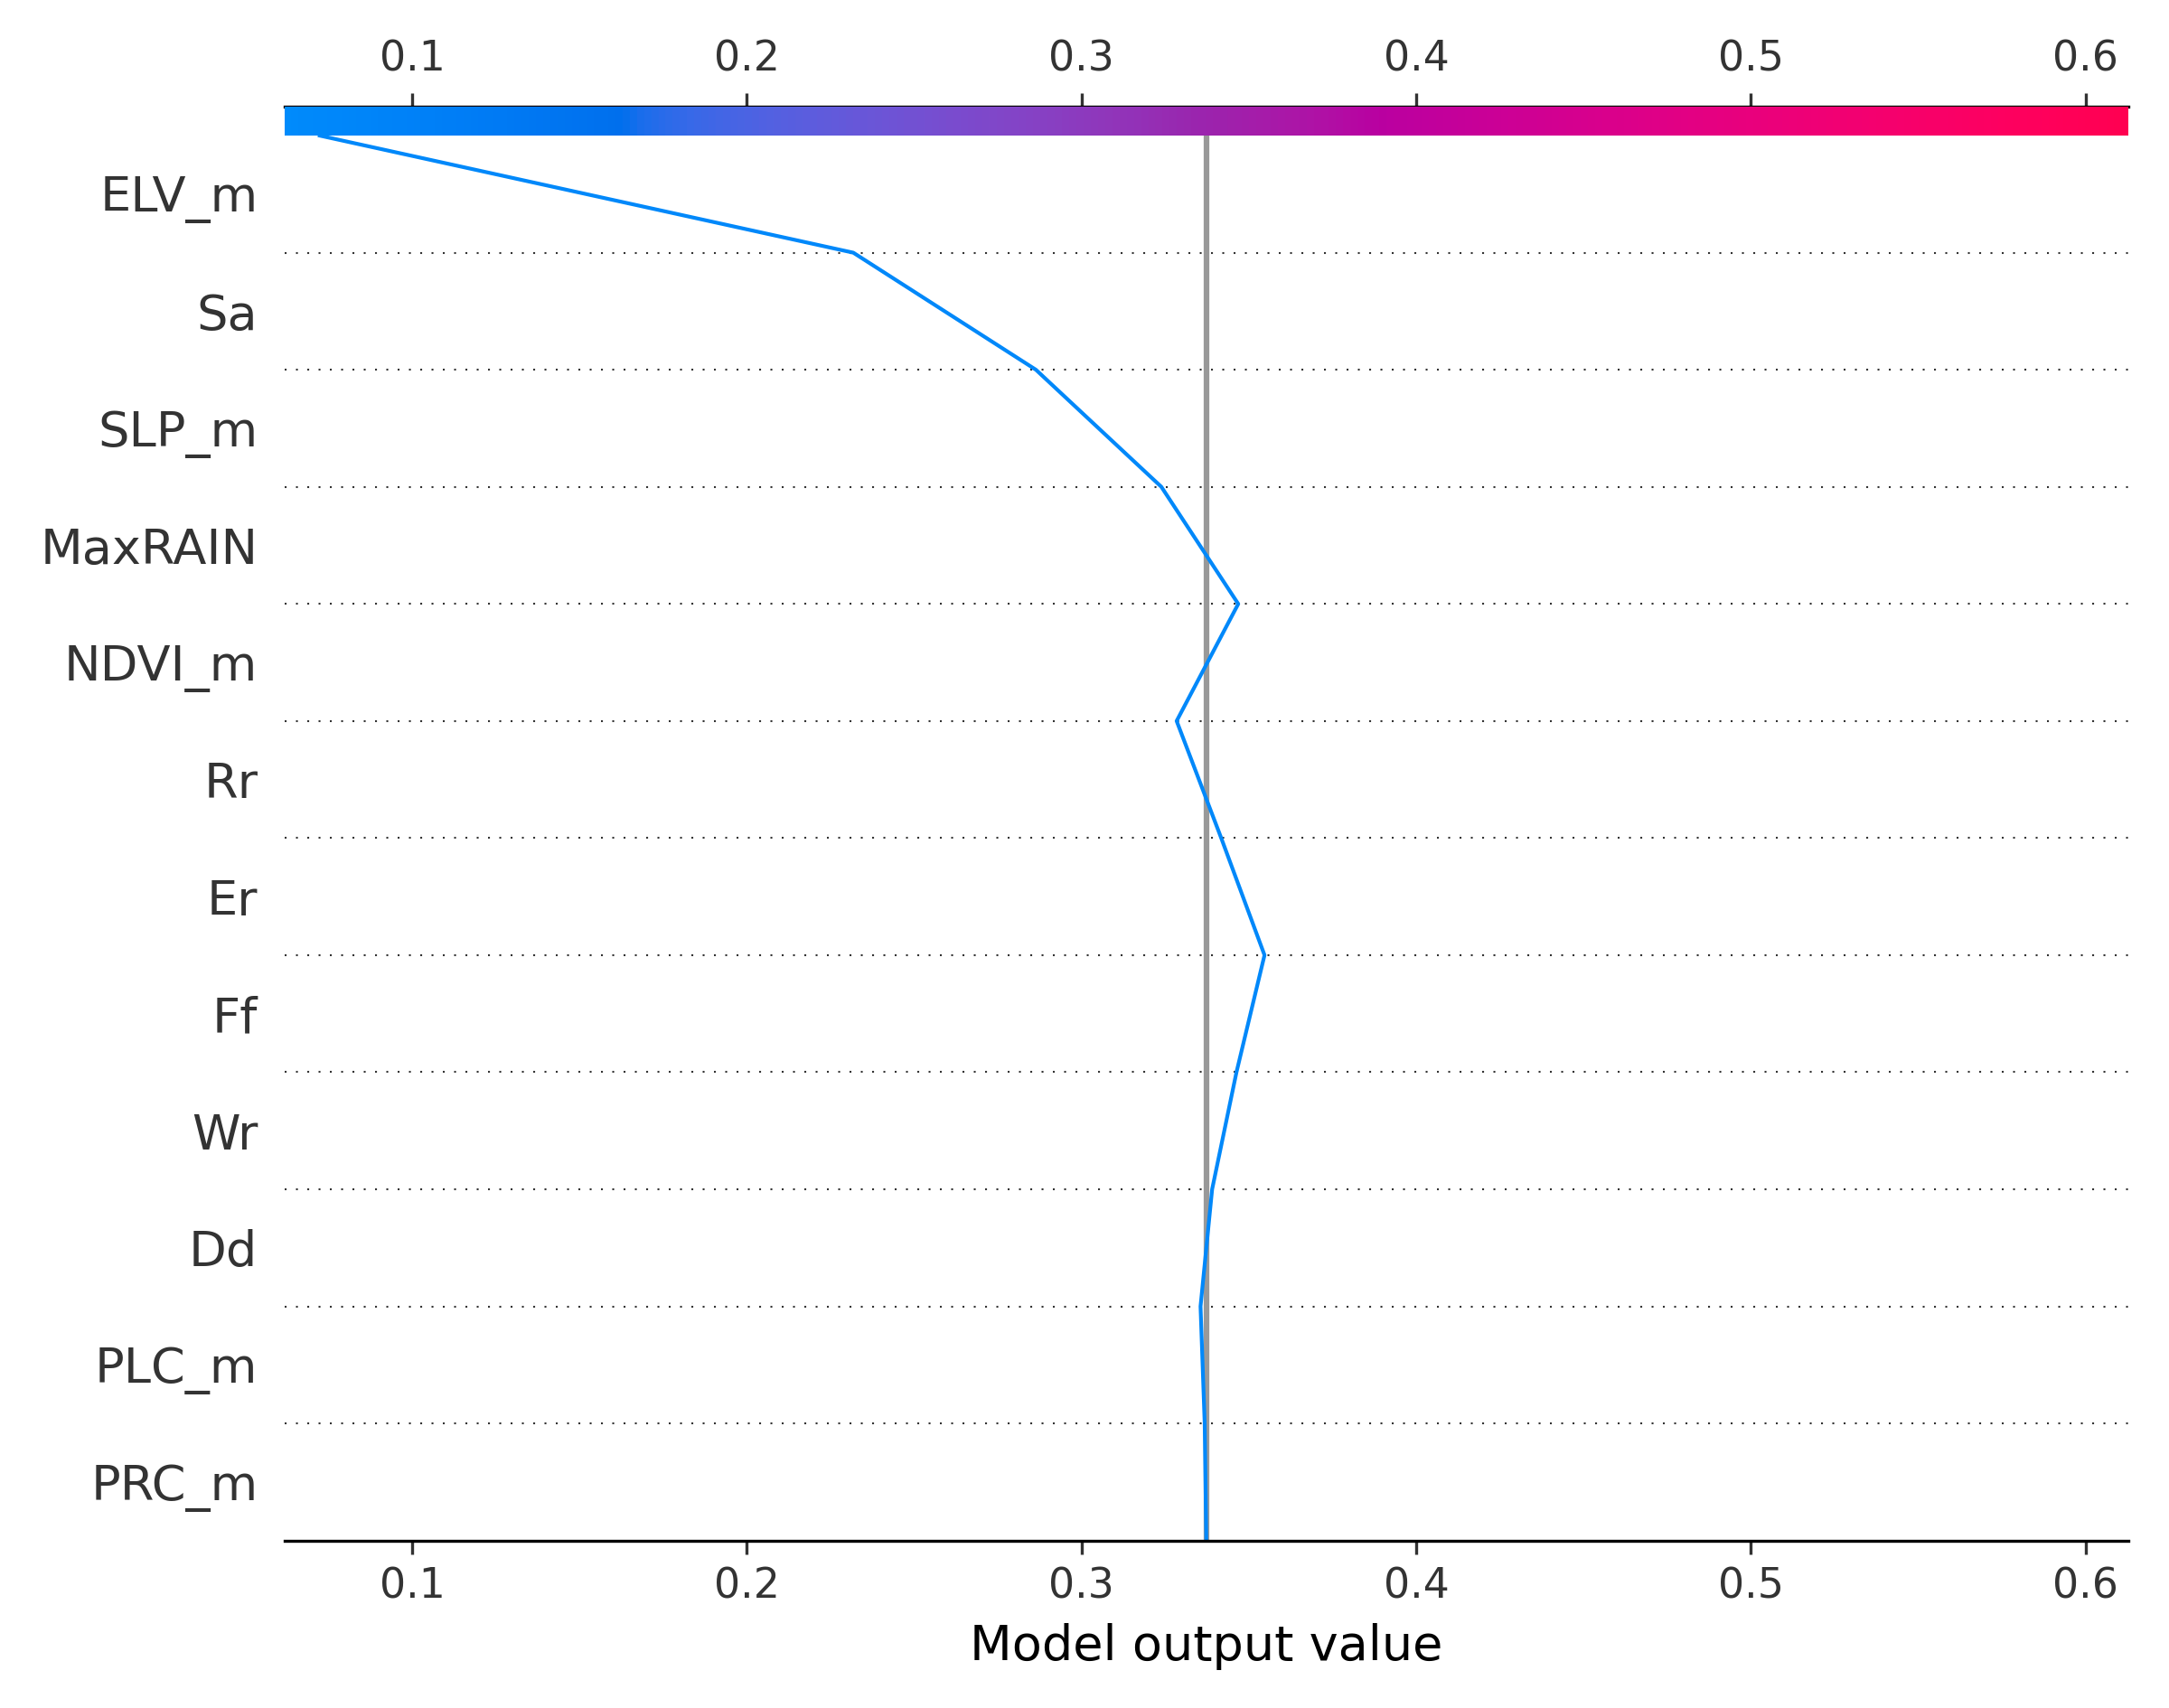 0.1 0.2 0.3 0.4 0.5 0.6
ELV_m
Sa
SLP_m
MaxRAIN
NDVI_m
Rr
Er
Ff
Wr
Dd
PLC_m
PRC_m
0.1 0.2 0.3 0.4 0.5 0.6
Model output value